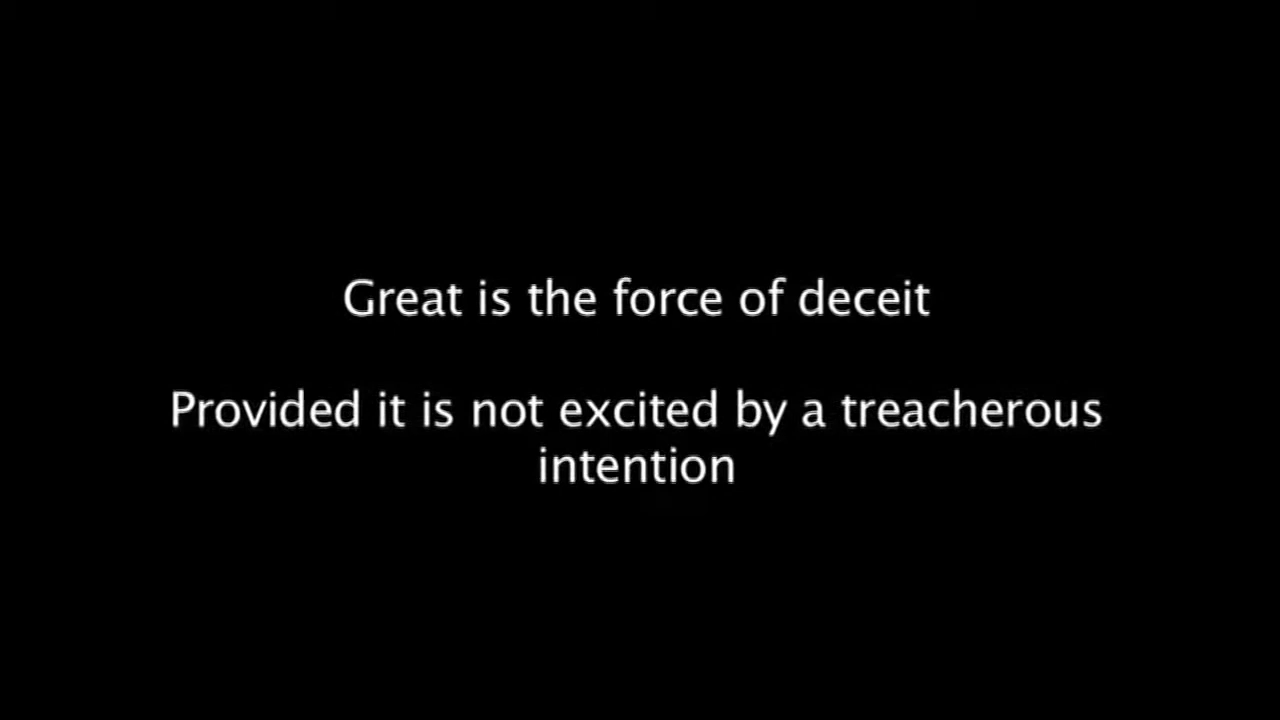 Great is the force of deceit
Provided it is not excited by a treacherous
intention